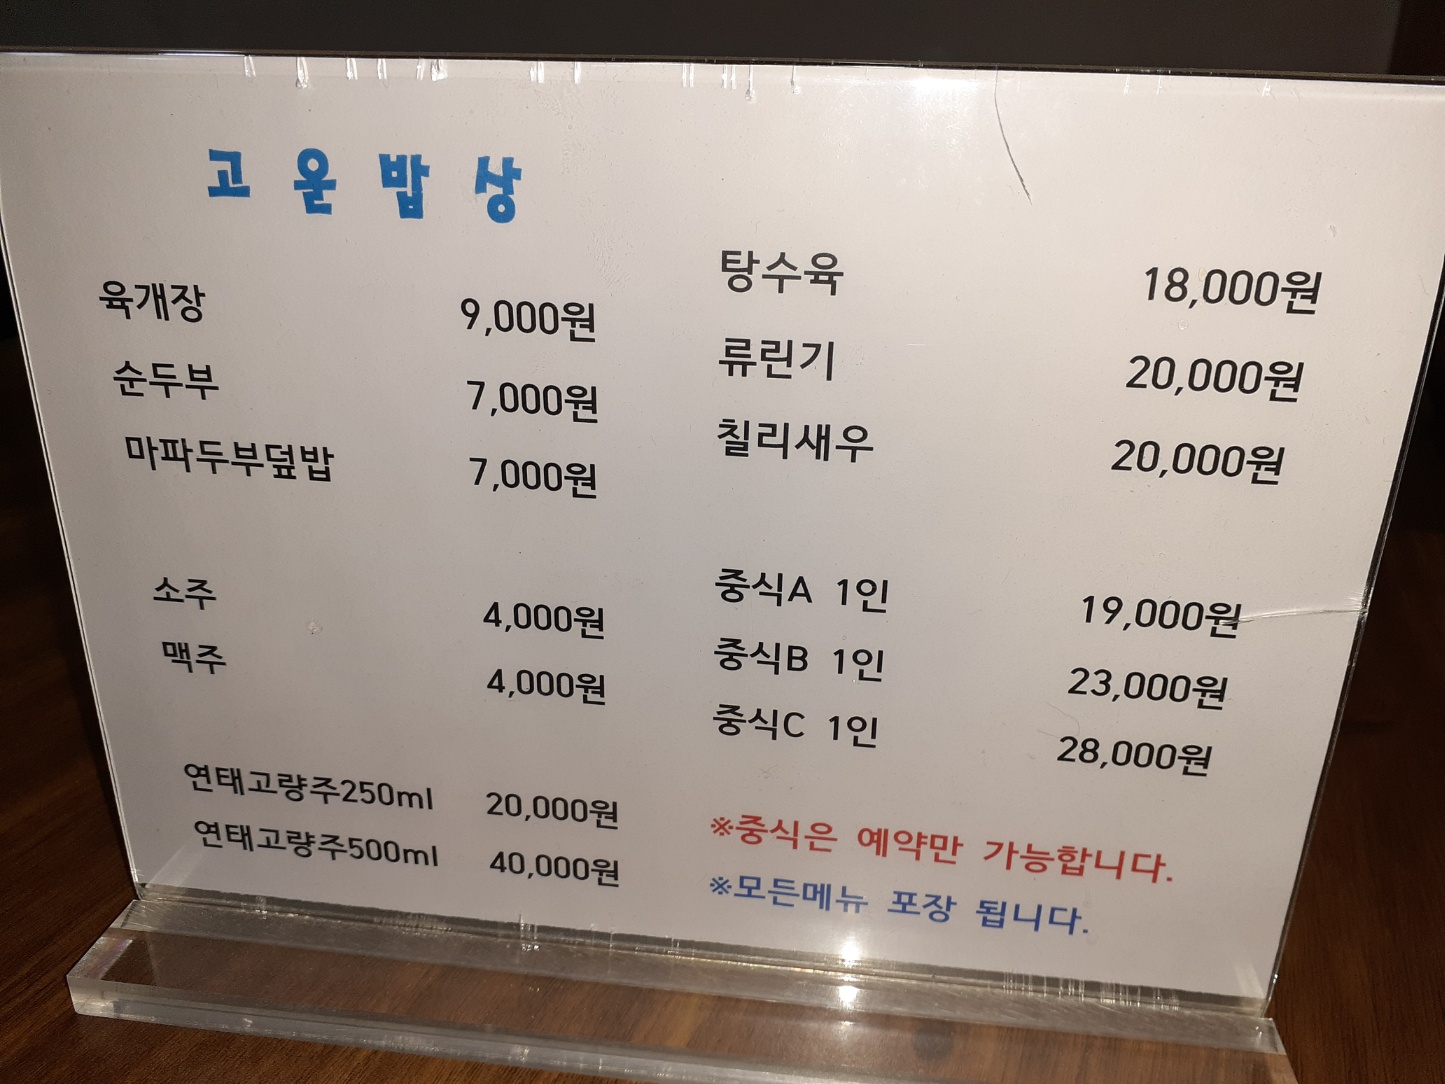 고운밥상
육개장 9,000원
순두부 7,000원
마파두부덮밥 7,000원
소주 4,000원
맥주 4,000원
연태고량주250ml 20,000원
연태고량주500ml 40,000원
탕수육 18,000원
류린기 20,000원
칠리새우 20,000원
중식A 1인 19,000원
중식B 1인 23,000원
중식C 1인 28,000원
※중식은 예약만 가능합니다.
※모든메뉴 포장 됩니다.